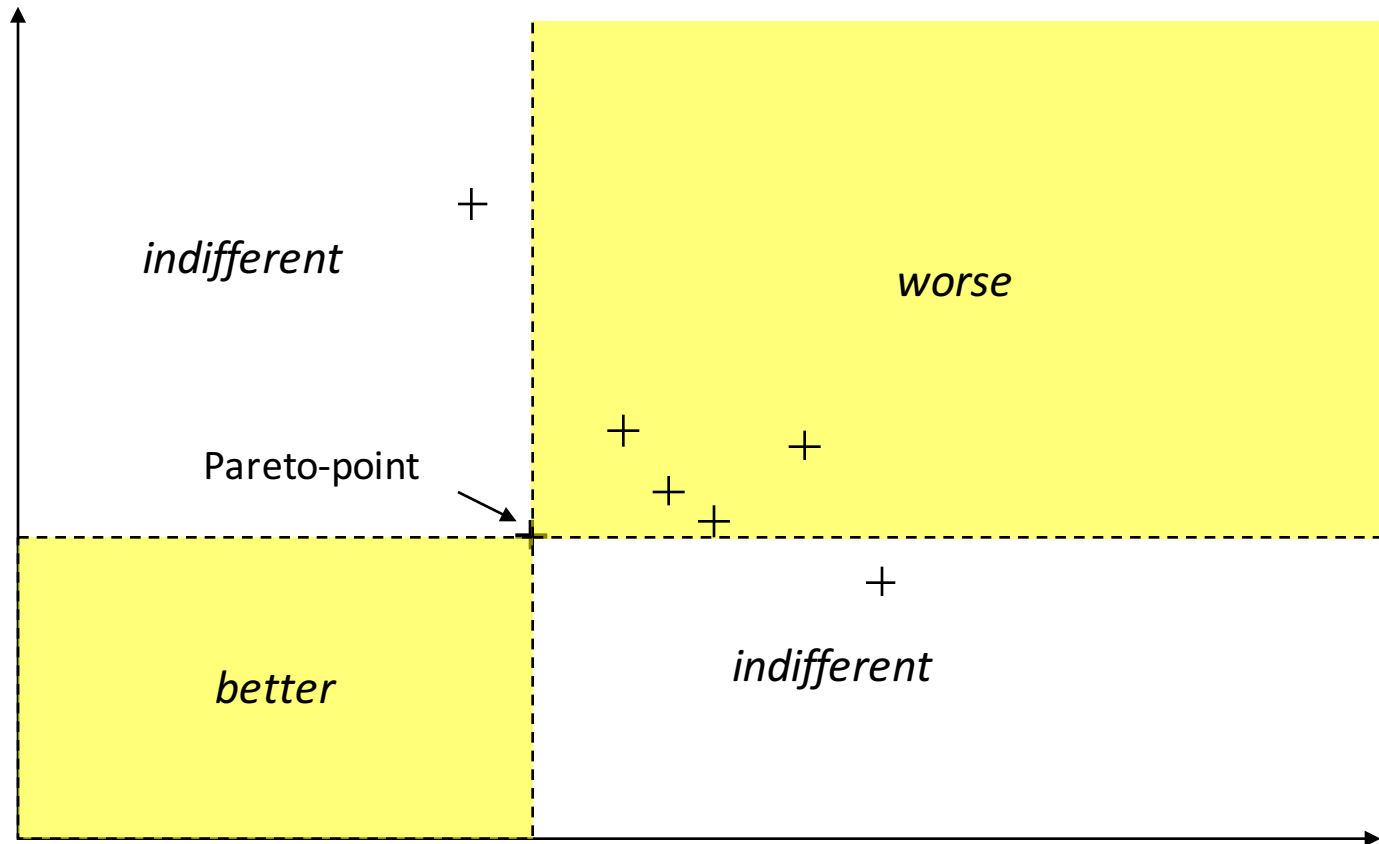 indifferent
worse
Pareto-point
indifferent
better